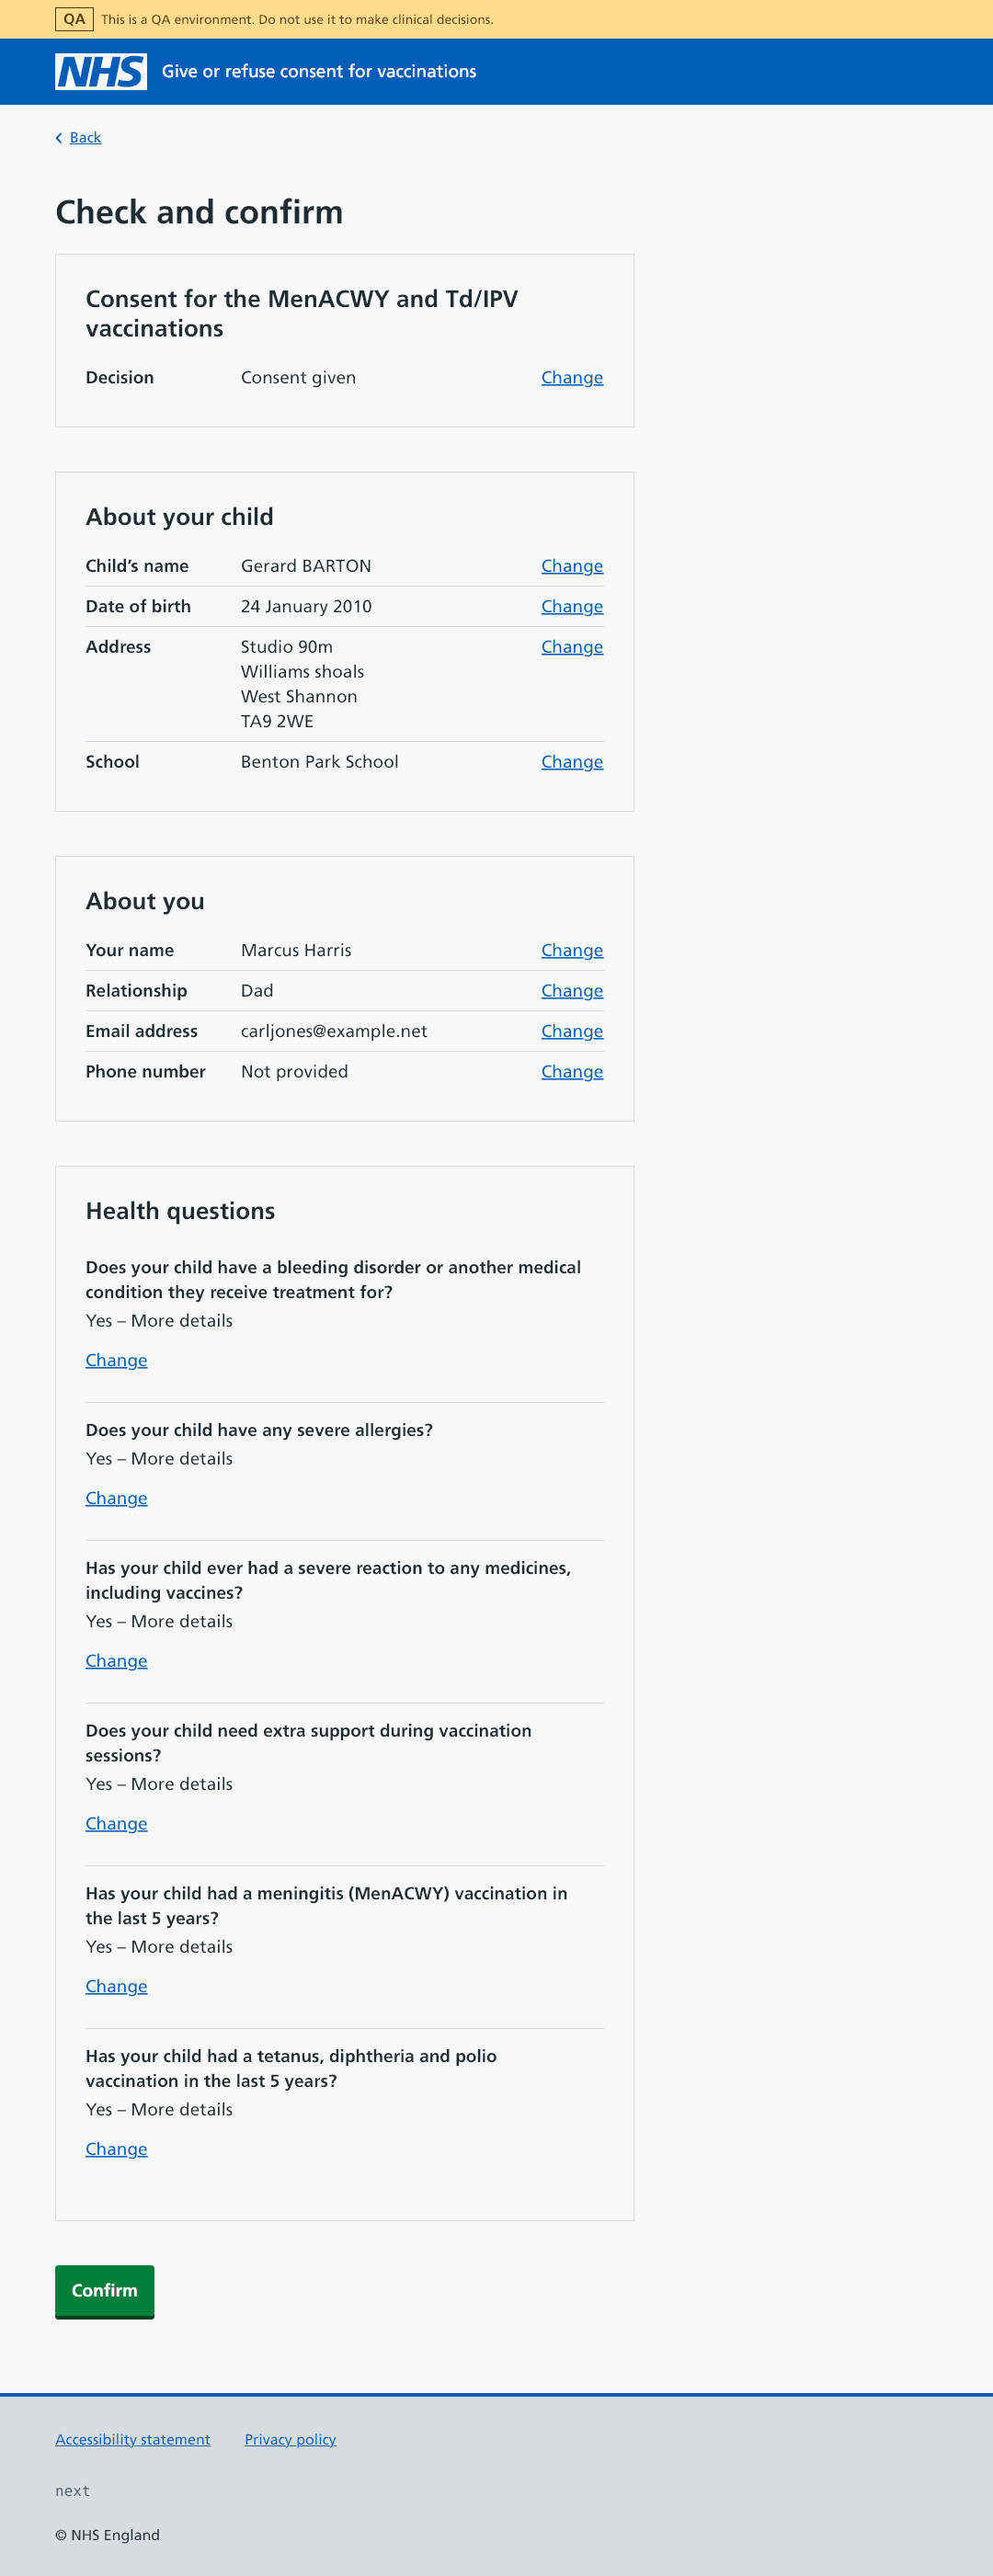 QA This is a QA environment. Do not use it to make clinical decisions.
NHS Give or refuse consent for vaccinations
Back
Check and confirm
Consent for the MenACWY and Td/IPV
vaccinations
Decision Consent given Change
About your child
Child’s name Gerard BARTON Change
Date of birth 24 January 2010 Change
Address Studio 90m Change
Williams shoals
West Shannon
TA9 2WE
School Benton Park School Change
About you
Your name Marcus Harris Change
Relationship Dad Change
Email address carljones@example.net Change
Phone number Not provided Change
Health questions
Does your child have a bleeding disorder or another medical
condition they receive treatment for?
Yes – More details
Change
Does your child have any severe allergies?
Yes – More details
Change
Has your child ever had a severe reaction to any medicines,
including vaccines?
Yes – More details
Change
Does your child need extra support during vaccination
sessions?
Yes – More details
Change
Has your child had a meningitis (MenACWY) vaccination in
the last 5 years?
Yes – More details
Change
Has your child had a tetanus, diphtheria and polio
vaccination in the last 5 years?
Yes – More details
Change
Confirm
Accessibility statement Privacy policy
next
© NHS England